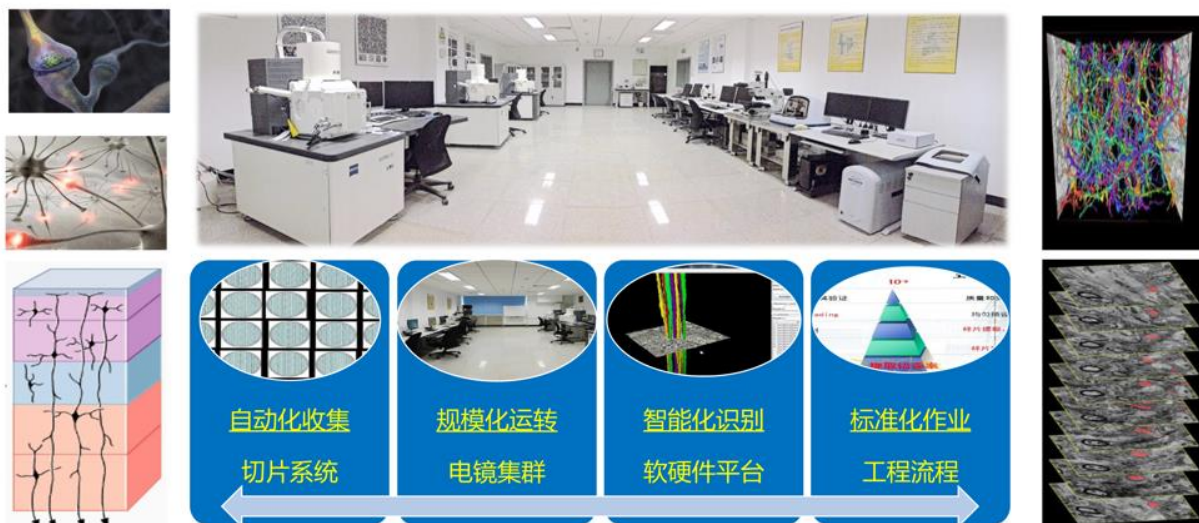 自动化收集
切片系统
规模化运转
电镜集群
智能化识别
软硬件平台
标准化作业
工程流程
10